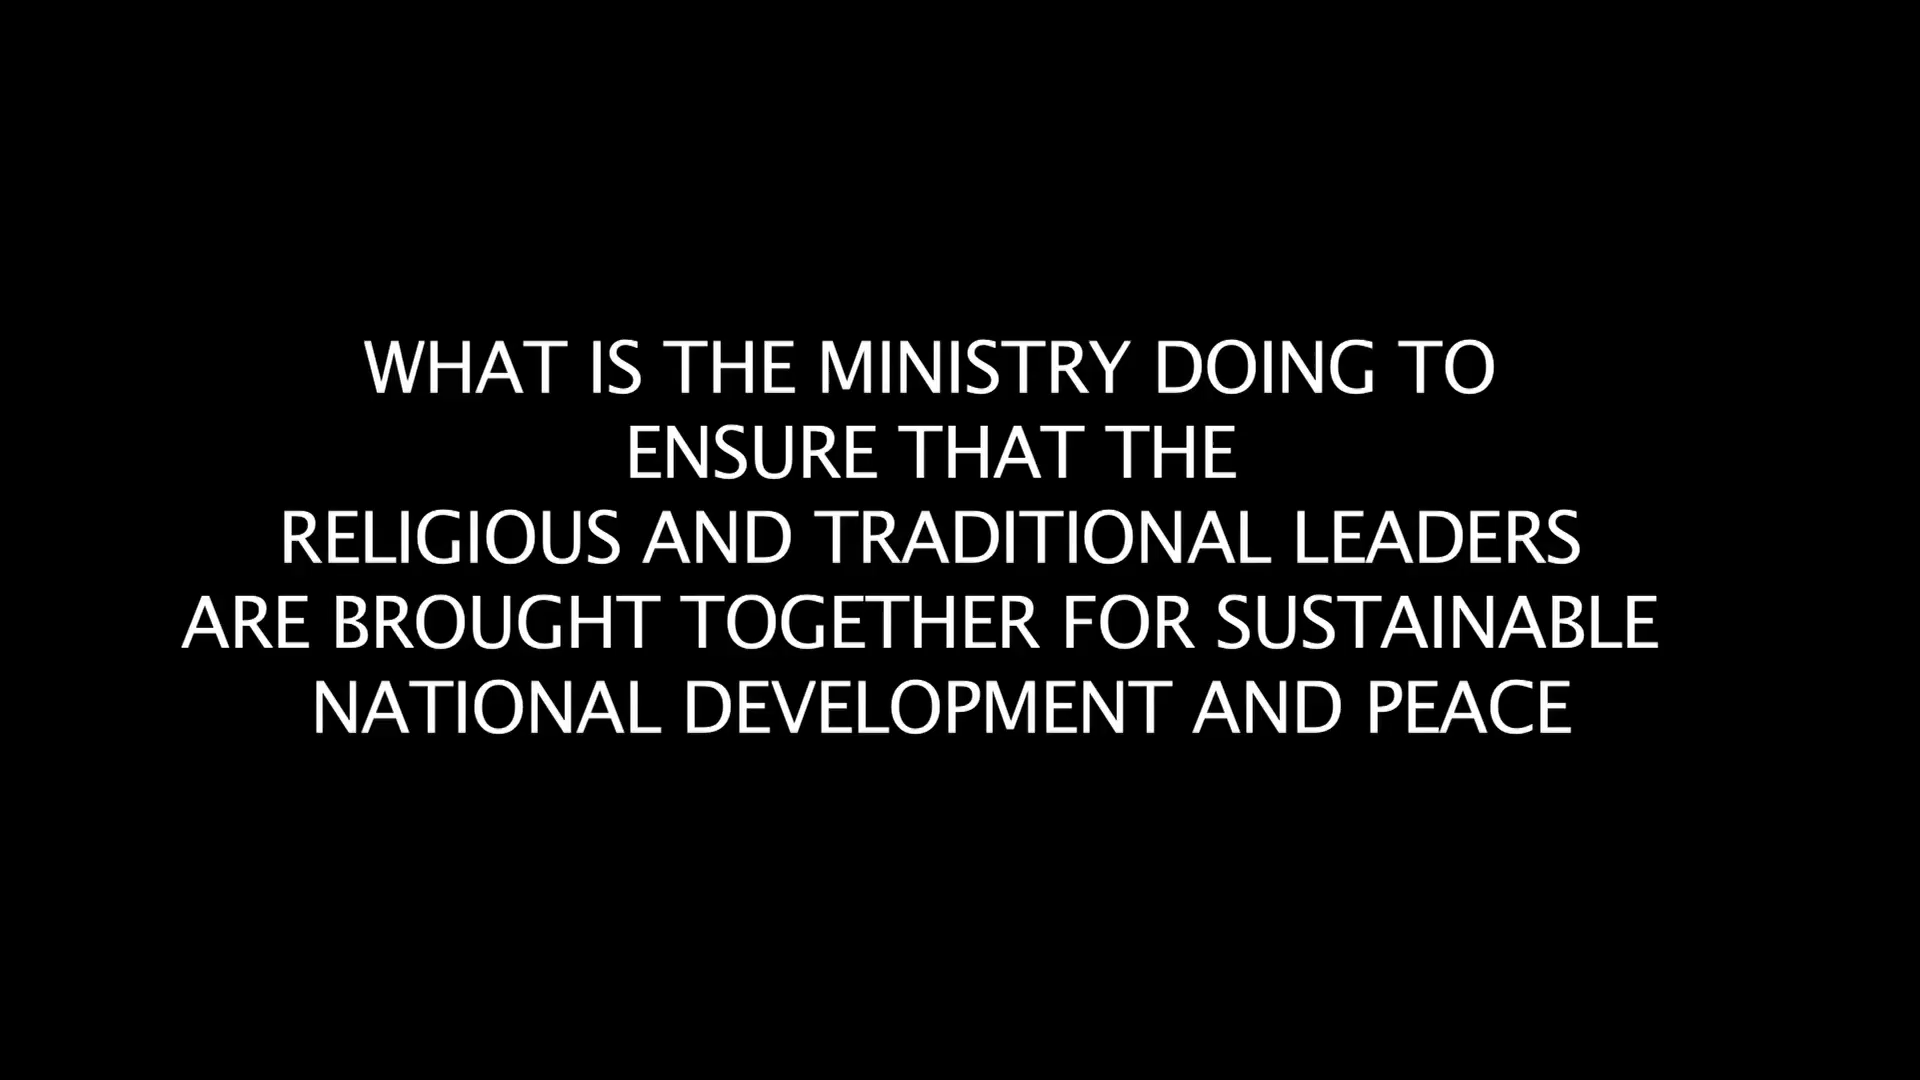 WHAT IS THE MINISTRY DOING TO
ENSURE THAT THE
RELIGIOUS AND TRADITIONAL LEADERS
ARE BROUGHT TOGETHER FOR SUSTAINABLE
NATIONAL DEVELOPMENT AND PEACE